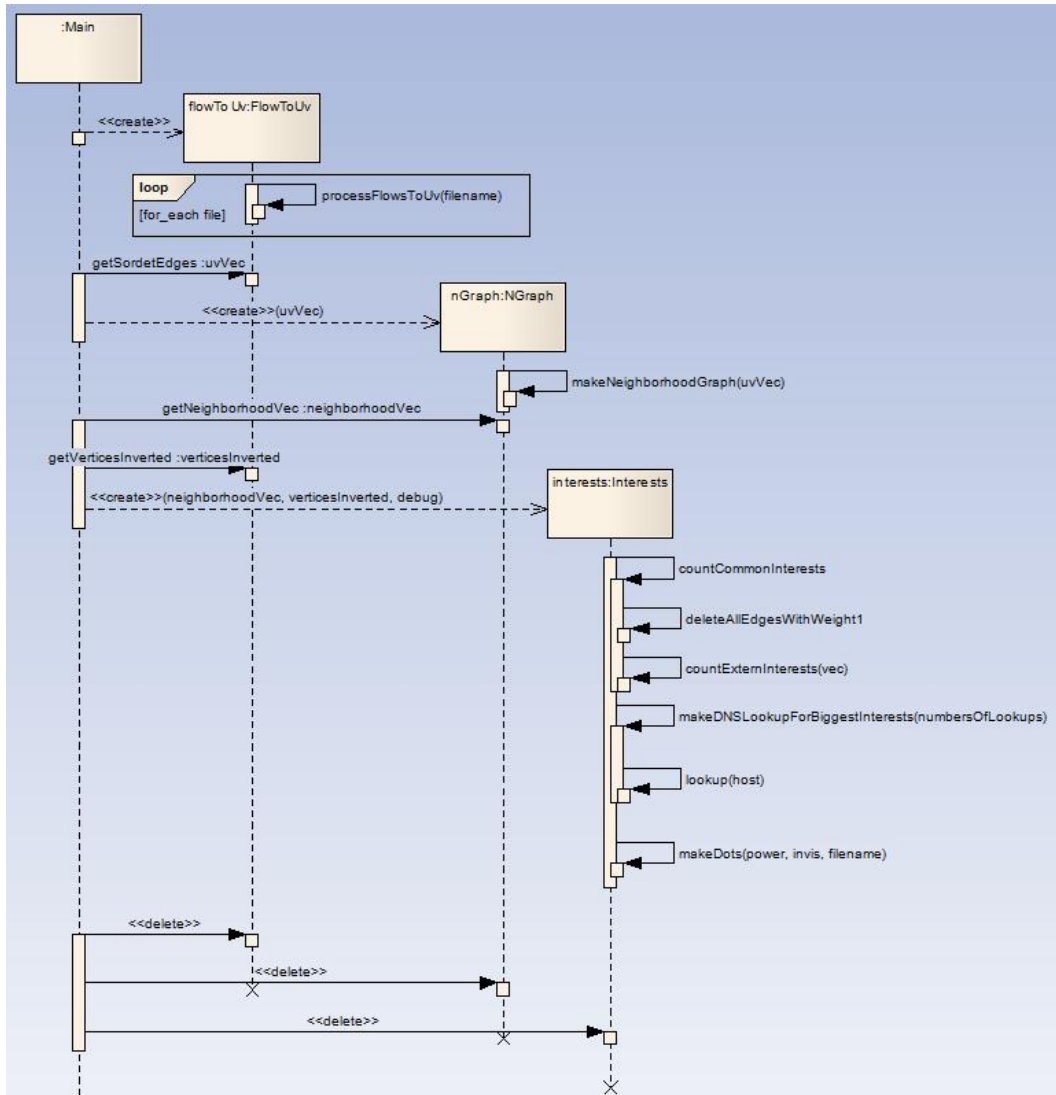 :Main
flowTo Uv:FlowToUv
<<create>>
loop
processFlowsToUv(filename)
[for_each file]
getSordetEdges :uvVec
nGraph:NGraph
<<create>>(uvVec)
makeNeighborhoodGraph(uvVec)
getNeighborhoodVec :neighborhoodVec
getVerticesInverted :verticesInverted
interests:Interests
<<create>>(neighborhoodVec, verticesInverted, debug)
countCommonInterests
deleteAllEdgesWithWeight1
countExternInterests(vec)
makeDNSLookupForBiggestInterests(numbersOfLookups)
lookup(host)
makeDots(power, invis, filename)
<<delete>>
<<delete>>
<<delete>>